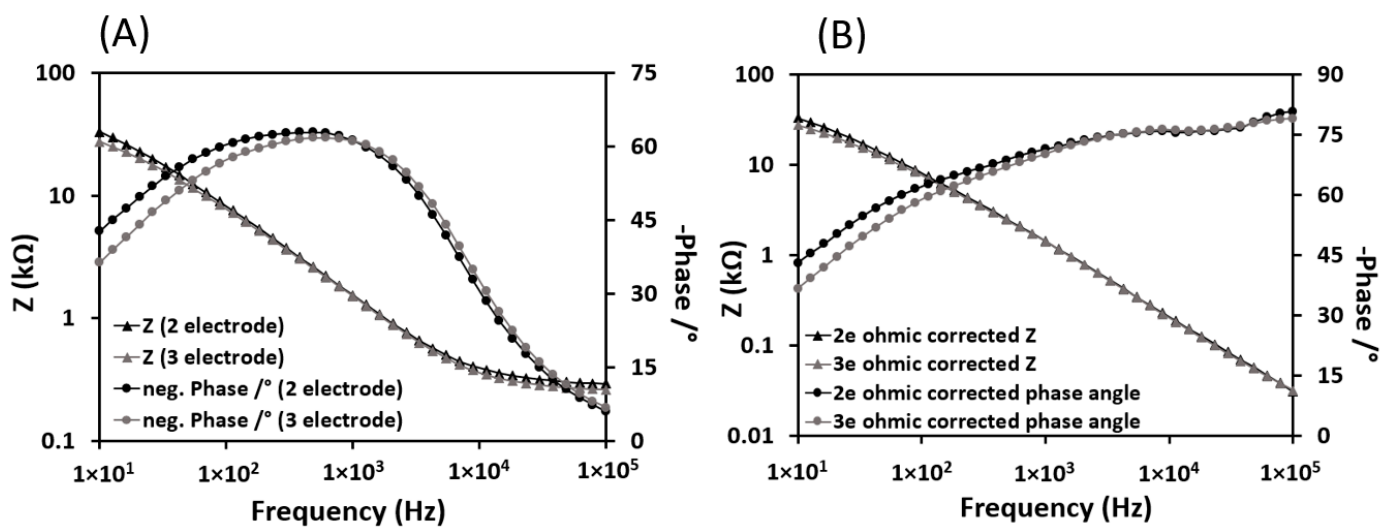 (A)
100
10
1
0.1
Z (kΩ)
75
60
45
30
15
0
-Phase /°
Z (2 electrode)
Z (3 electrode)
neg. Phase /° (2 electrode)
neg. Phase /° (3 electrode)
1×10¹
1×10²
1×10³
1×10⁴
1×10⁵
Frequency (Hz)
(B)
100
10
1
0.1
0.01
Z (kΩ)
90
75
60
45
30
15
0
-Phase /°
2e ohmic corrected Z
3e ohmic corrected Z
2e ohmic corrected phase angle
3e ohmic corrected phase angle
1×10¹
1×10²
1×10³
1×10⁴
1×10⁵
Frequency (Hz)